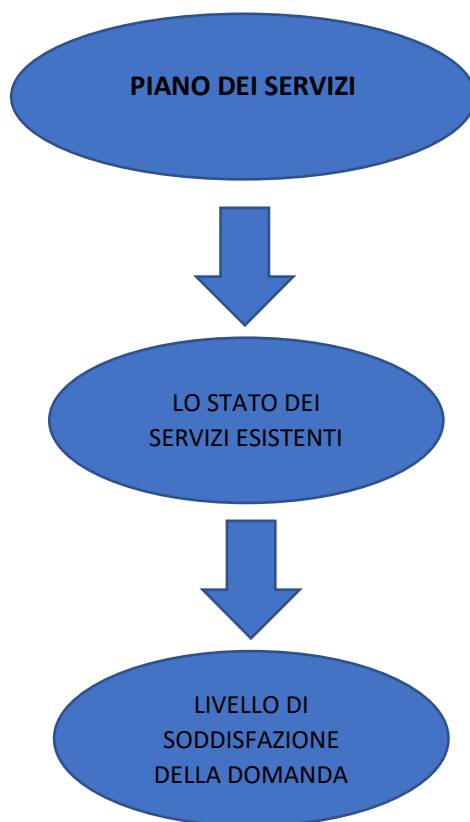 PIANO DEI SERVIZI
LO STATO DEI
SERVIZI ESISTENTI
LIVELLO DI
SODDISFAZIONE
DELLA DOMANDA